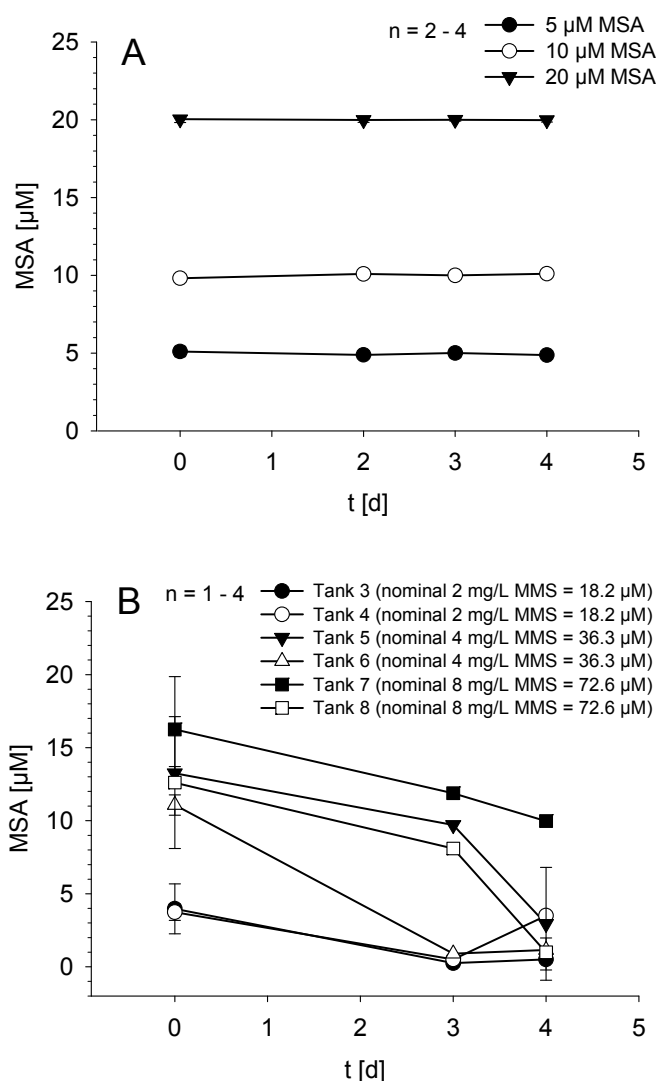 A
n = 2 - 4
5 µM MSA
10 µM MSA
20 µM MSA
25
20
15
10
5
0
MSA [µM]
0 1 2 3 4 5
t [d]
B
n = 1 - 4
Tank 3 (nominal 2 mg/L MMS = 18.2 µM)
Tank 4 (nominal 2 mg/L MMS = 18.2 µM)
Tank 5 (nominal 4 mg/L MMS = 36.3 µM)
Tank 6 (nominal 4 mg/L MMS = 36.3 µM)
Tank 7 (nominal 8 mg/L MMS = 72.6 µM)
Tank 8 (nominal 8 mg/L MMS = 72.6 µM)
25
20
15
10
5
0
MSA [µM]
0 1 2 3 4 5
t [d]